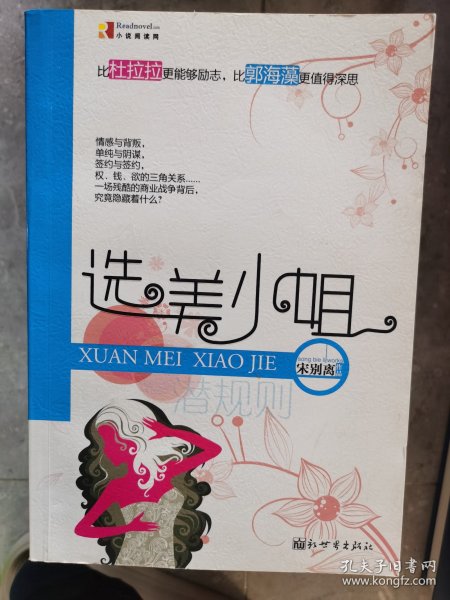 Readnovel.com
小说阅读网
比杜拉拉更能够励志，比郭海藻更值得深思
情感与背叛，
单纯与阴谋，
签约与签约，
权、钱、欲的三角关系……
一场残酷的商业战争背后，
究竟隐藏着什么？
选美小姐
XUAN MEI XIAO JIE
song bie li works
宋别离
潜规则
新世界出版社
孔夫子旧书网
www.kongfz.com